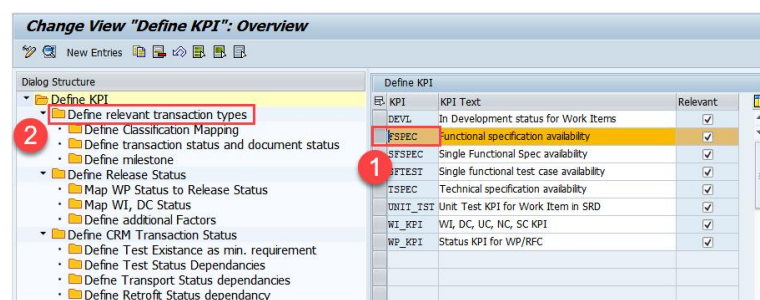 Change View "Define KPI": Overview
New Entries
Dialog Structure
Define KPI
Define relevant transaction types
Define Classification Mapping
Define transaction status and document status
Define milestone
Define Release Status
Map WP Status to Release Status
Map WI, DC Status
Define additional Factors
Define CRM Transaction Status
Define Test Existance as min. requirement
Define Test Status Dependancies
Define Transport Status dependancies
Define Retrofit Status dependancy
2
Define KPI
KPI KPI Text Relevant
DEVL In Development status for Work Items
FSPEC Functional specification availability
SFSPEC Single Functional Spec availability
SFTEST Single functional test case availability
TSPEC Technical specification availability
UNIT_TST Unit Test KPI for Work Item in SRD
WI_KPI WI, DC, UC, NC, SC KPI
WP_KPI Status KPI for WP/RFC
1